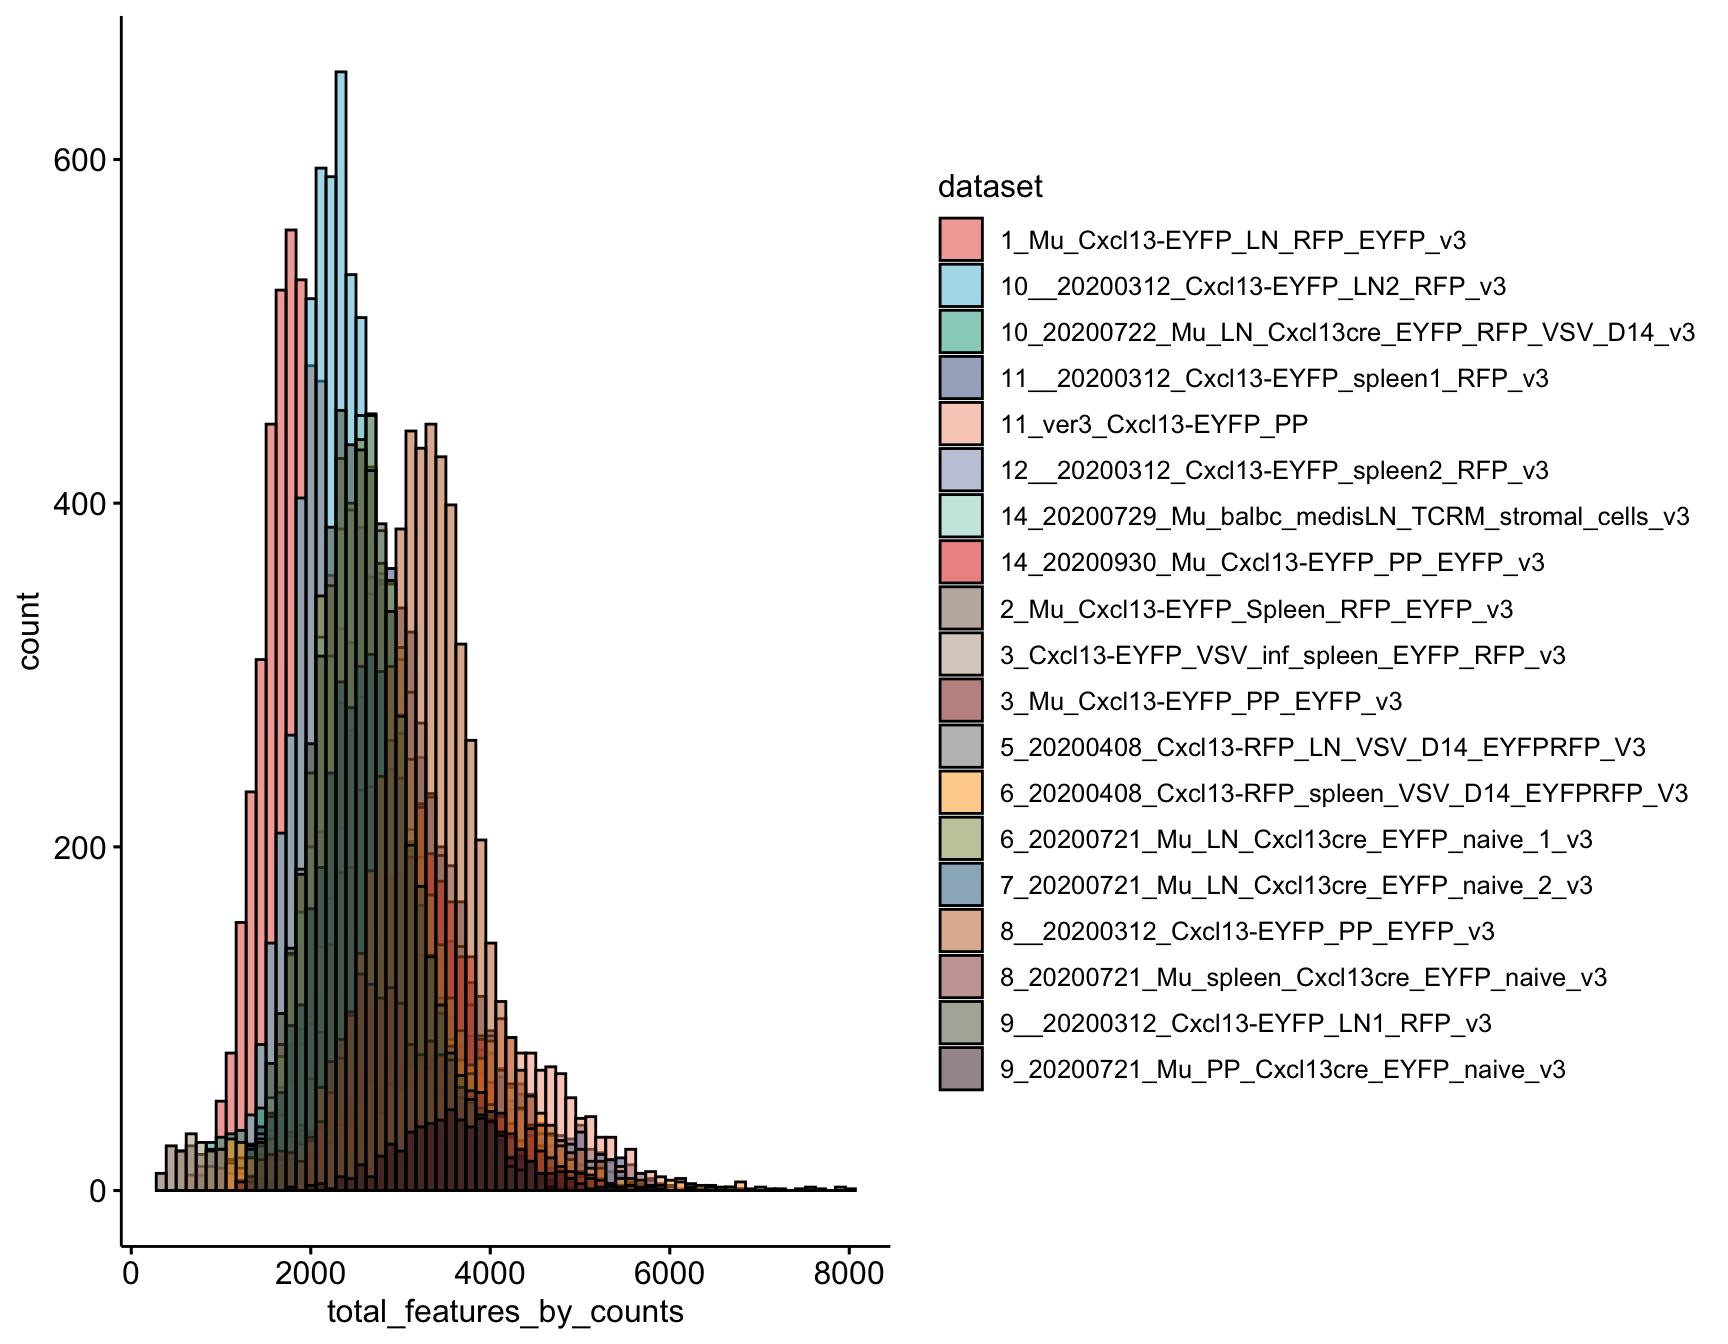 600
400
200
0
count
0 2000 4000 6000 8000
total_features_by_counts
dataset
1_Mu_Cxcl13-EYFP_LN_RFP_EYFP_v3
10__20200312_Cxcl13-EYFP_LN2_RFP_v3
10_20200722_Mu_LN_Cxcl13cre_EYFP_RFP_VSV_D14_v3
11__20200312_Cxcl13-EYFP_spleen1_RFP_v3
11_ver3_Cxcl13-EYFP_PP
12__20200312_Cxcl13-EYFP_spleen2_RFP_v3
14_20200729_Mu_balbc_medisLN_TCRM_stromal_cells_v3
14_20200930_Mu_Cxcl13-EYFP_PP_EYFP_v3
2_Mu_Cxcl13-EYFP_Spleen_RFP_EYFP_v3
3_Cxcl13-EYFP_VSV_inf_spleen_EYFP_RFP_v3
3_Mu_Cxcl13-EYFP_PP_EYFP_v3
5_20200408_Cxcl13-RFP_LN_VSV_D14_EYFPRFP_V3
6_20200408_Cxcl13-RFP_spleen_VSV_D14_EYFPRFP_V3
6_20200721_Mu_LN_Cxcl13cre_EYFP_naive_1_v3
7_20200721_Mu_LN_Cxcl13cre_EYFP_naive_2_v3
8__20200312_Cxcl13-EYFP_PP_EYFP_v3
8_20200721_Mu_spleen_Cxcl13cre_EYFP_naive_v3
9__20200312_Cxcl13-EYFP_LN1_RFP_v3
9_20200721_Mu_PP_Cxcl13cre_EYFP_naive_v3